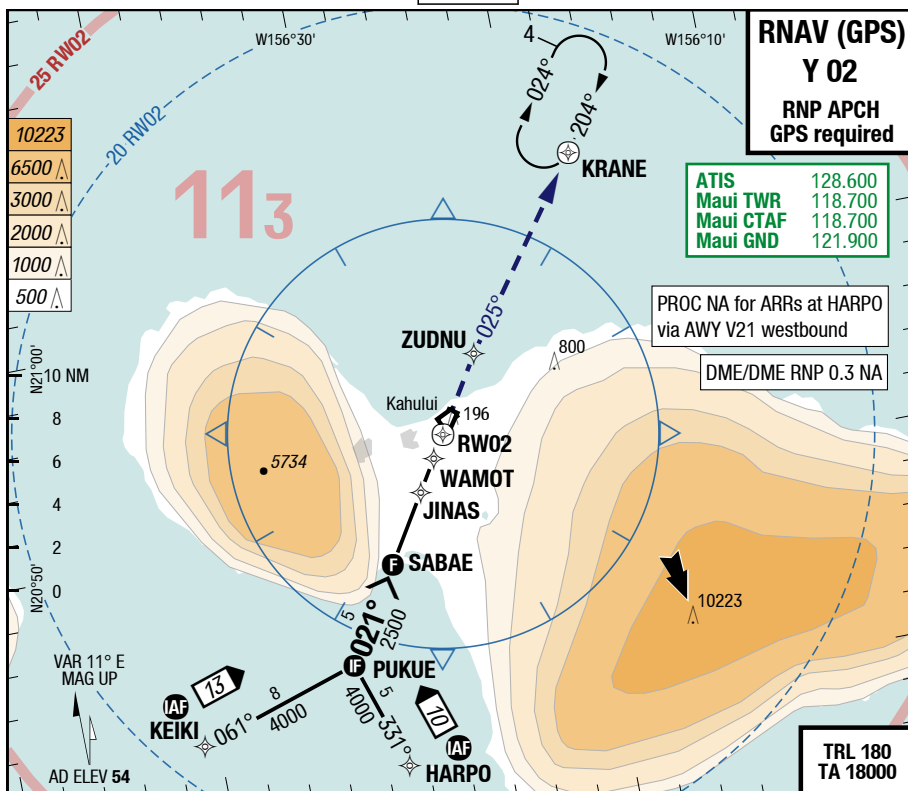 W156°30'
4
W156°10'
RNAV (GPS)
Y 02
RNP APCH
GPS required
25 RW02
20 RW02
024°
204°
KRANE
10223
6500
3000
2000
1000
500
113
ATIS 128.600
Maui TWR 118.700
Maui CTAF 118.700
Maui GND 121.900
PROC NA for ARRs at HARPO
via AWY V21 westbound
DME/DME RNP 0.3 NA
025°
ZUDNU
800
N21°00'
10 NM
8
6
4
2
0
N20°50'
Kahului
196
RW02
WAMOT
JINAS
5734
SABAE
F
10223
5
021°
2500
IF
PUKUE
VAR 11° E
MAG UP
13
IAF
KEIKI
061°
8
4000
5
4000
331°
10
IAF
HARPO
AD ELEV 54
TRL 180
TA 18000